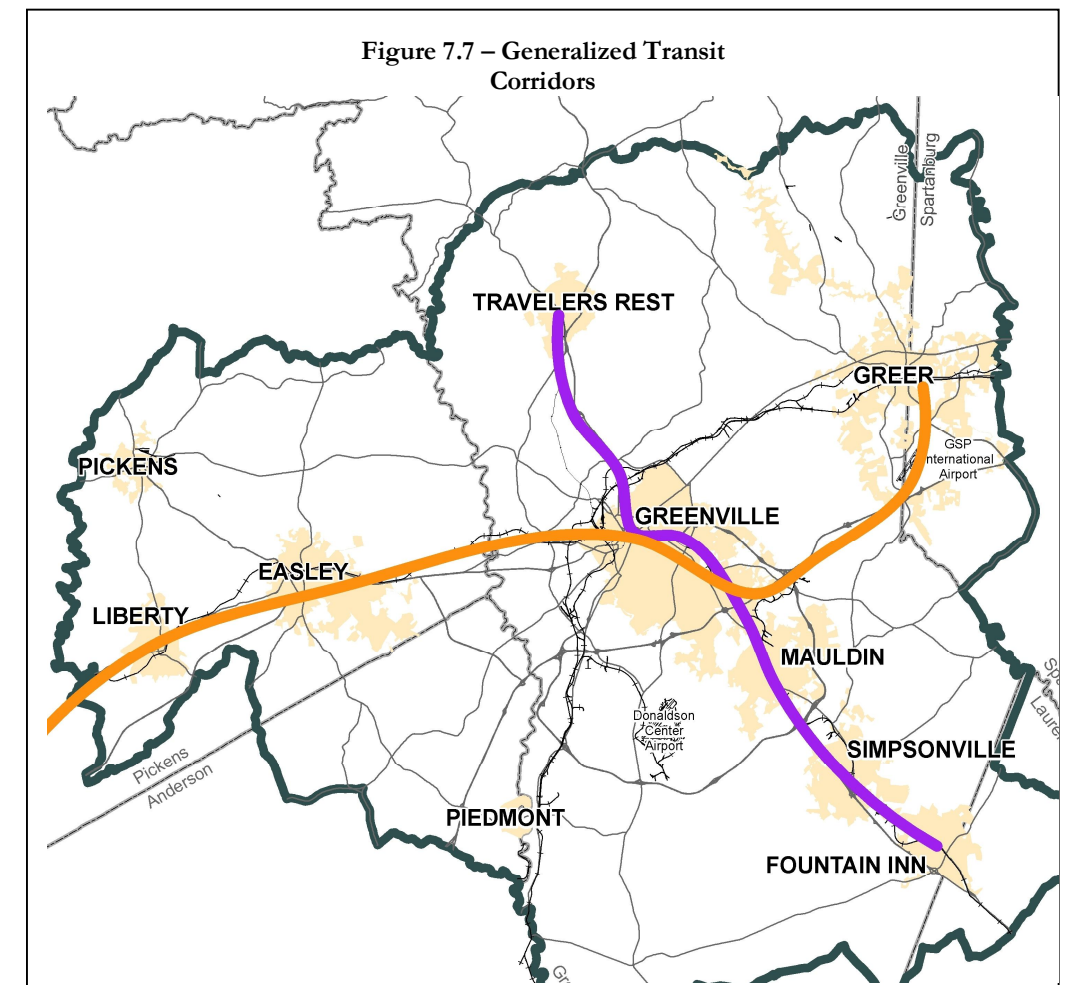 Figure 7.7 – Generalized Transit
Corridors
Greenville
Spartanburg
TRAVELERS REST
GREER
GSP
International
Airport
PICKENS
GREENVILLE
EASLEY
LIBERTY
MAULDIN
Donaldson
Center
Airport
SIMPSONVILLE
Pickens
Anderson
PIEDMONT
FOUNTAIN INN